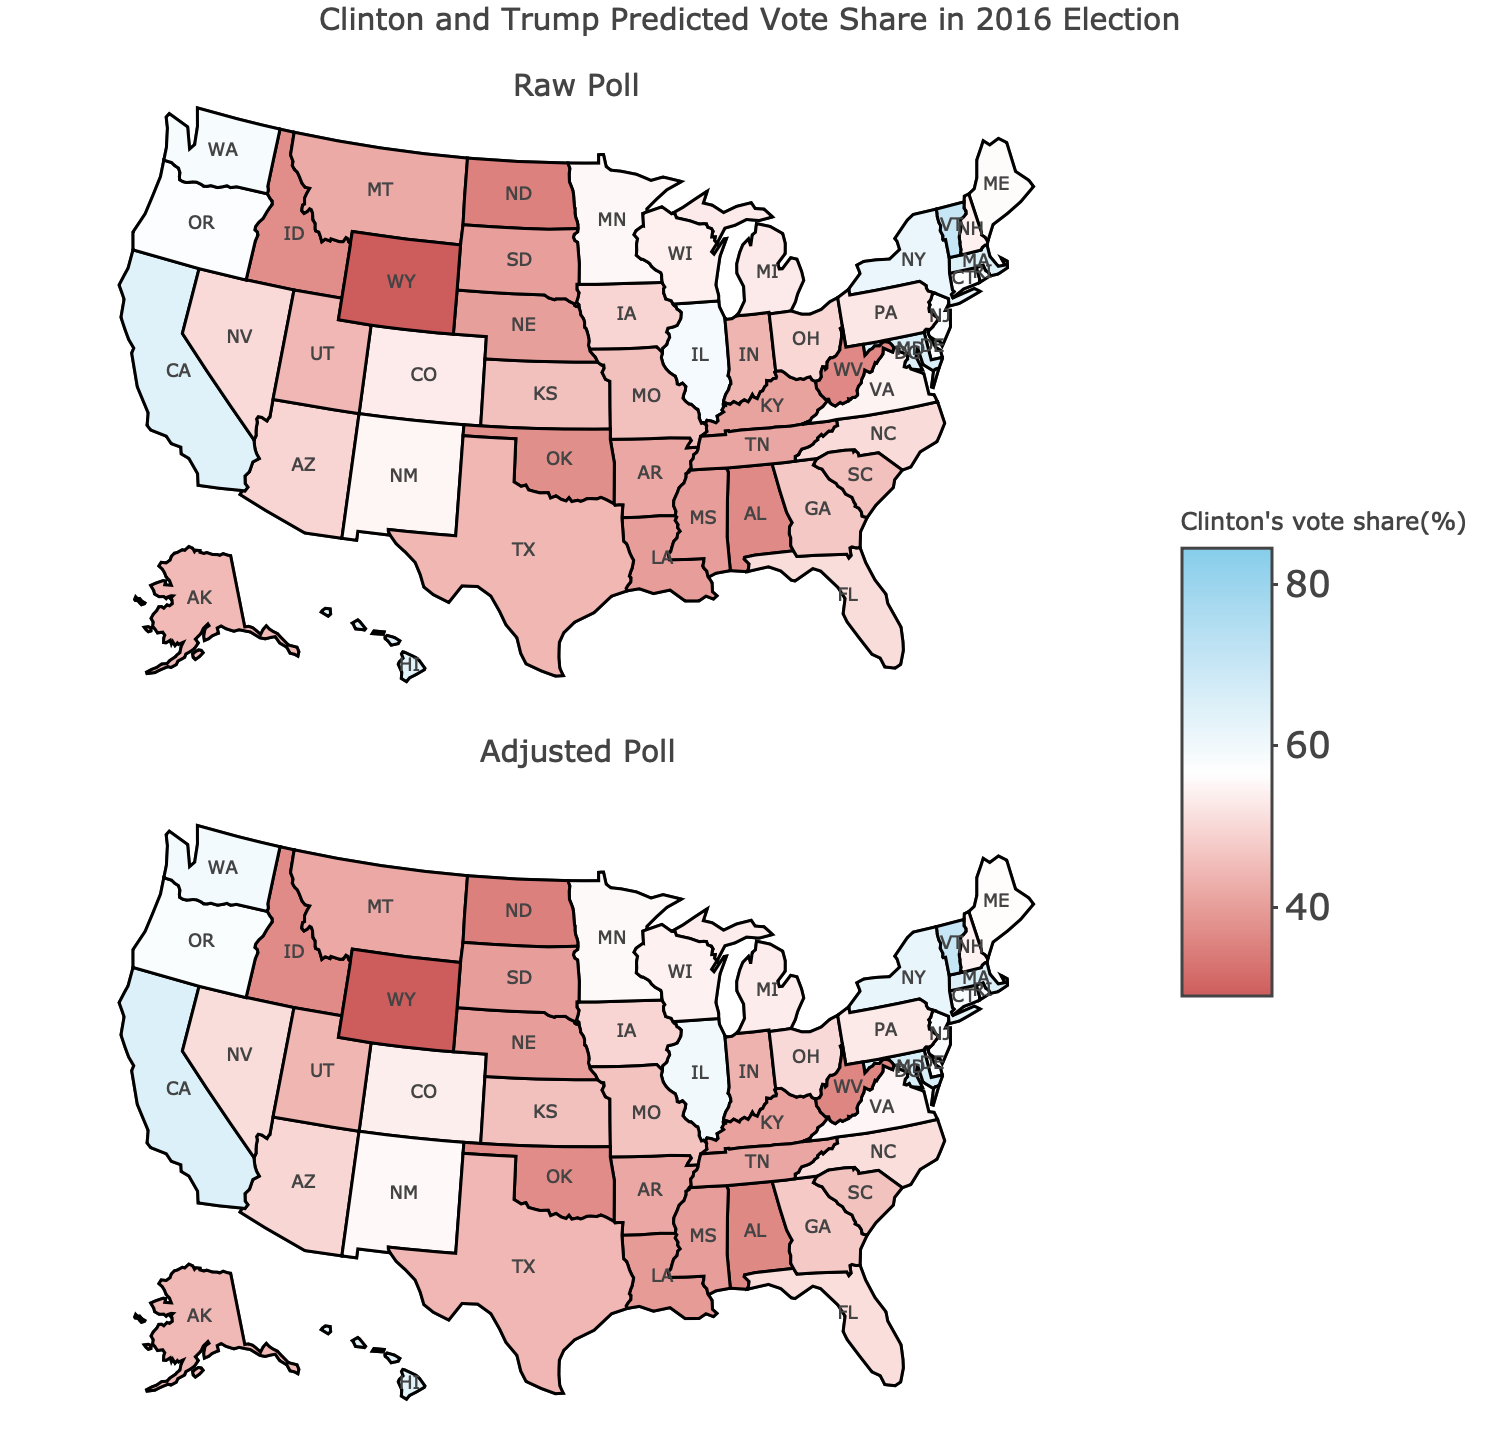 Clinton and Trump Predicted Vote Share in 2016 Election
Raw Poll
WA
MT
ND
MN
ME
OR
ID
SD
WI
MI
VT
NH
NY
MA
CT
RI
WY
NE
IA
PA
NJ
NV
UT
CO
IL
IN
OH
MD
DE
DC
CA
KS
MO
WV
VA
KY
AZ
NM
OK
AR
TN
NC
SC
TX
LA
MS
AL
GA
FL
AK
HI
Clinton's vote share(%)
80
60
40
Adjusted Poll
WA
MT
ND
MN
ME
OR
ID
SD
WI
MI
VT
NH
NY
MA
CT
RI
WY
NE
IA
PA
NJ
NV
UT
CO
IL
IN
OH
MD
DE
DC
CA
KS
MO
WV
VA
KY
AZ
NM
OK
AR
TN
NC
SC
TX
LA
MS
AL
GA
FL
AK
HI